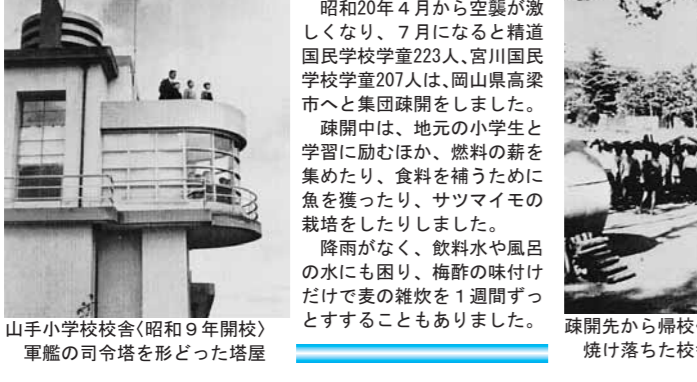 昭和20年4月から空襲が激
しくなり、7月になると精道
国民学校学童223人、宮川国民
学校学童207人は、岡山県高梁
市へと集団疎開をしました。
疎開中は、地元の小学生と
学習に励むほか、燃料の薪を
集めたり、食料を補うために
魚を獲ったり、サツマイモの
栽培をしたりしました。
降雨がなく、飲料水や風呂
の水にも困り、梅酢の味付け
だけで麦の雑炊を1週間ずっ
とすすることもありました。
山手小学校校舎〈昭和9年開校〉
軍艦の司令塔を形どった塔屋
疎開先から帰校
焼け落ちた校